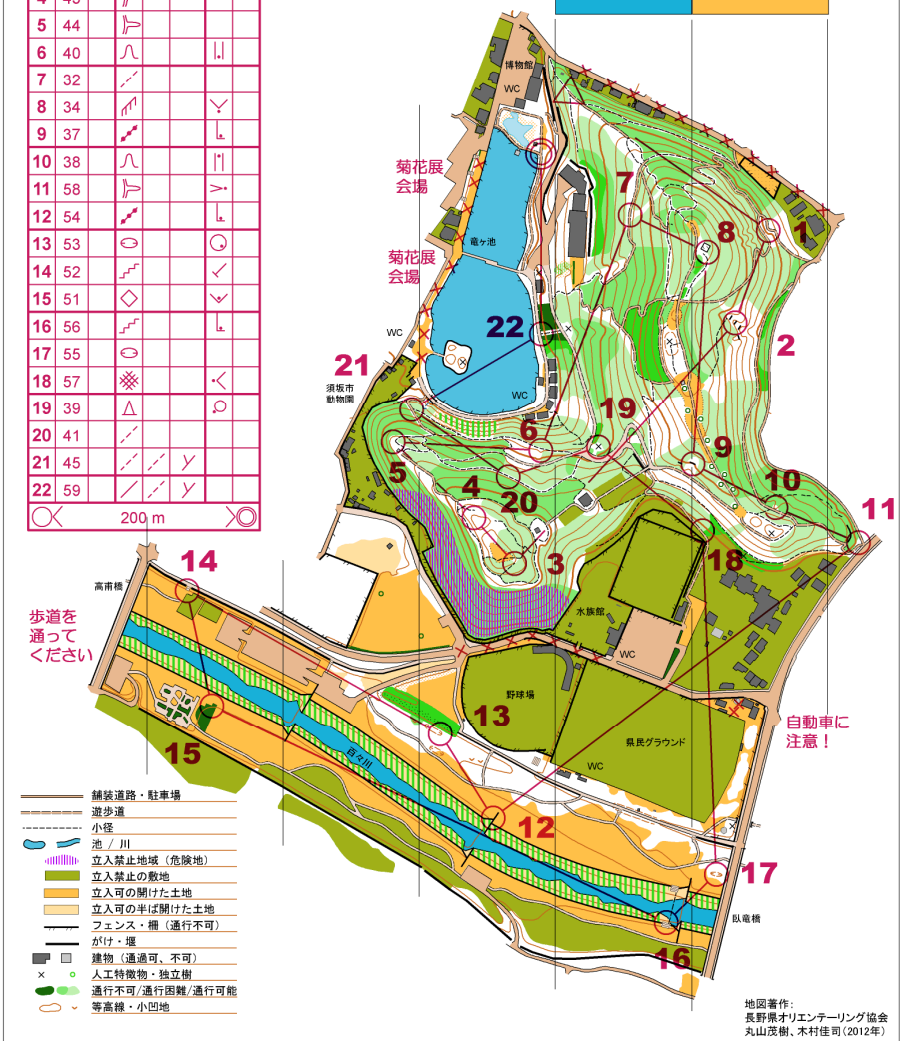 5 44
6 40
7 32
8 34
9 37
10 38
11 58
12 54
13 53
14 52
15 51
16 56
17 55
18 57
19 39
20 41
21 45
22 59
200 m
博物館
WC
菊花展
会場
竜ヶ池
菊花展
会場
WC
須坂市
動物園
WC
1
2
3
4
5
6
7
8
9
10
11
12
13
14
15
16
17
18
19
20
21
22
水族館
WC
野球場
県民グラウンド
WC
高甫橋
歩道を
通って
ください
百々川
自動車に
注意！
臥竜橋
舗装道路・駐車場
遊歩道
小径
池 / 川
立入禁止地域（危険地）
立入禁止の敷地
立入可の開けた土地
立入可の半ば開けた土地
フェンス・柵（通行不可）
がけ・堰
建物（通過可、不可）
人工特徴物・独立樹
通行不可/通行困難/通行可能
等高線・小凹地
地図著作：
長野県オリエンテーリング協会
丸山茂樹、木村佳司（2012年）